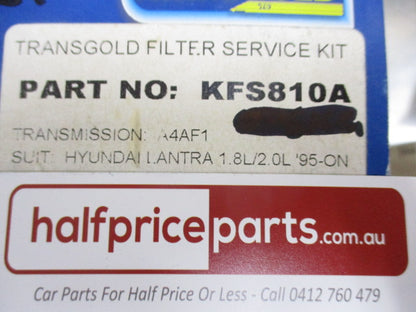 TRANSGOLD FILTER SERVICE KIT
PART NO: KFS810A
TRANSMISSION: A4AF1
SUIT: HYUNDAI LANTRA 1.8L/2.0L '95-ON
halfpriceparts.com.au
Car Parts For Half Price Or Less - Call 0412 760 479